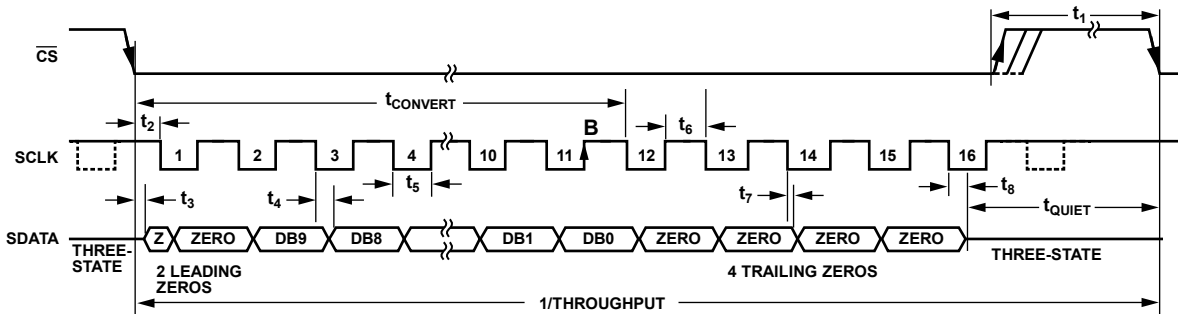 t1
CS
tCONVERT
t2
B
t6
SCLK
1 2 3 4 10 11 12 13 14 15 16
t5
t8
t3
t4
t7
tQUIET
SDATA
Z ZERO DB9 DB8 DB1 DB0 ZERO ZERO ZERO ZERO
THREE-
STATE
2 LEADING
ZEROS
4 TRAILING ZEROS
THREE-STATE
1/THROUGHPUT